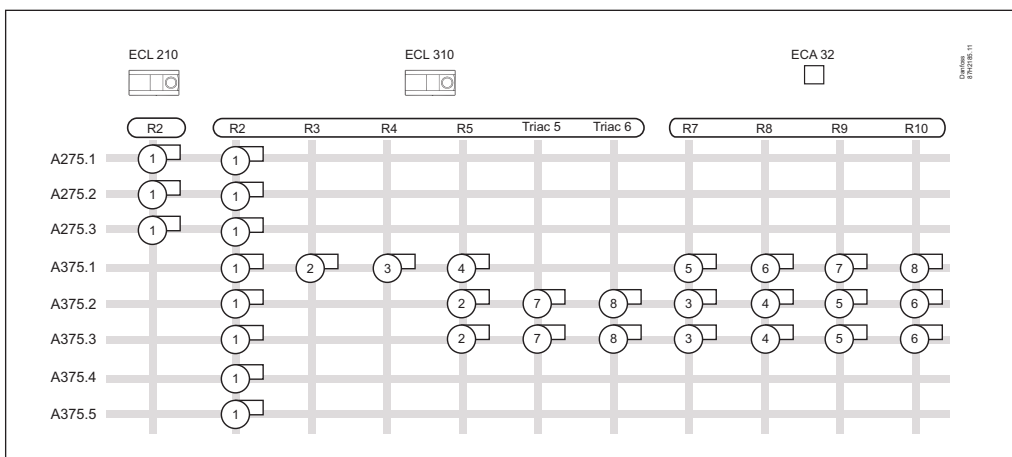 ECL 210 ECL 310 ECA 32
Danfoss
87H2185.11
R2 R2 R3 R4 R5 Triac 5 Triac 6 R7 R8 R9 R10
A275.1 1 1
A275.2 1 1
A275.3 1 1
A375.1 1 2 3 4 5 6 7 8
A375.2 1 2 7 8 3 4 5 6
A375.3 1 2 7 8 3 4 5 6
A375.4 1
A375.5 1